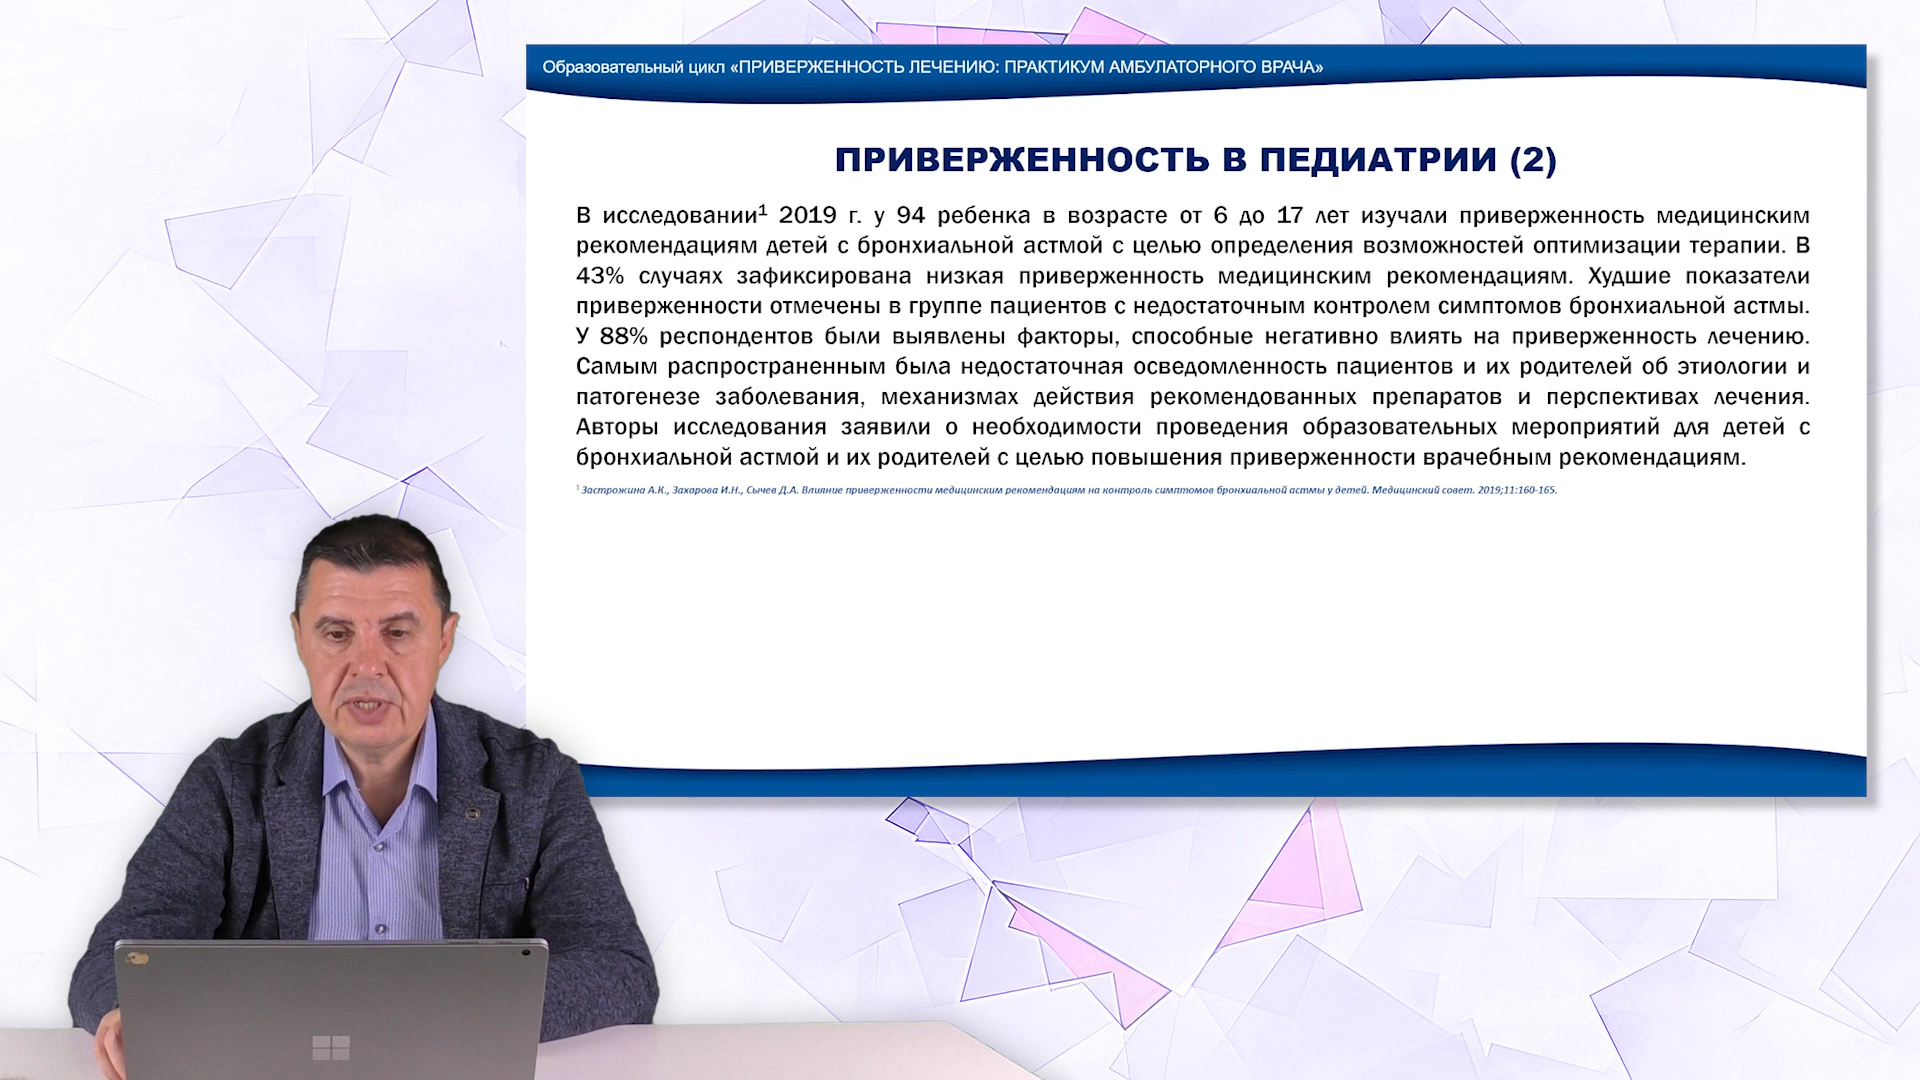 Образовательный цикл «ПРИВЕРЖЕННОСТЬ ЛЕЧЕНИЮ: ПРАКТИКУМ АМБУЛАТОРНОГО ВРАЧА»
ПРИВЕРЖЕННОСТЬ В ПЕДИАТРИИ (2)
В исследовании¹ 2019 г. у 94 ребенка в возрасте от 6 до 17 лет изучали приверженность медицинским
рекомендациям детей с бронхиальной астмой с целью определения возможностей оптимизации терапии. В
43% случаях зафиксирована низкая приверженность медицинским рекомендациям. Худшие показатели
приверженности отмечены в группе пациентов с недостаточным контролем симптомов бронхиальной астмы.
У 88% респондентов были выявлены факторы, способные негативно влиять на приверженность лечению.
Самым распространенным была недостаточная осведомленность пациентов и их родителей об этиологии и
патогенезе заболевания, механизмах действия рекомендованных препаратов и перспективах лечения.
Авторы исследования заявили о необходимости проведения образовательных мероприятий для детей с
бронхиальной астмой и их родителей с целью повышения приверженности врачебным рекомендациям.
¹ Застрожина А.К., Захарова И.Н., Сычев Д.А. Влияние приверженности медицинским рекомендациям на контроль симптомов бронхиальной астмы у детей. Медицинский совет. 2019;11:160-165.